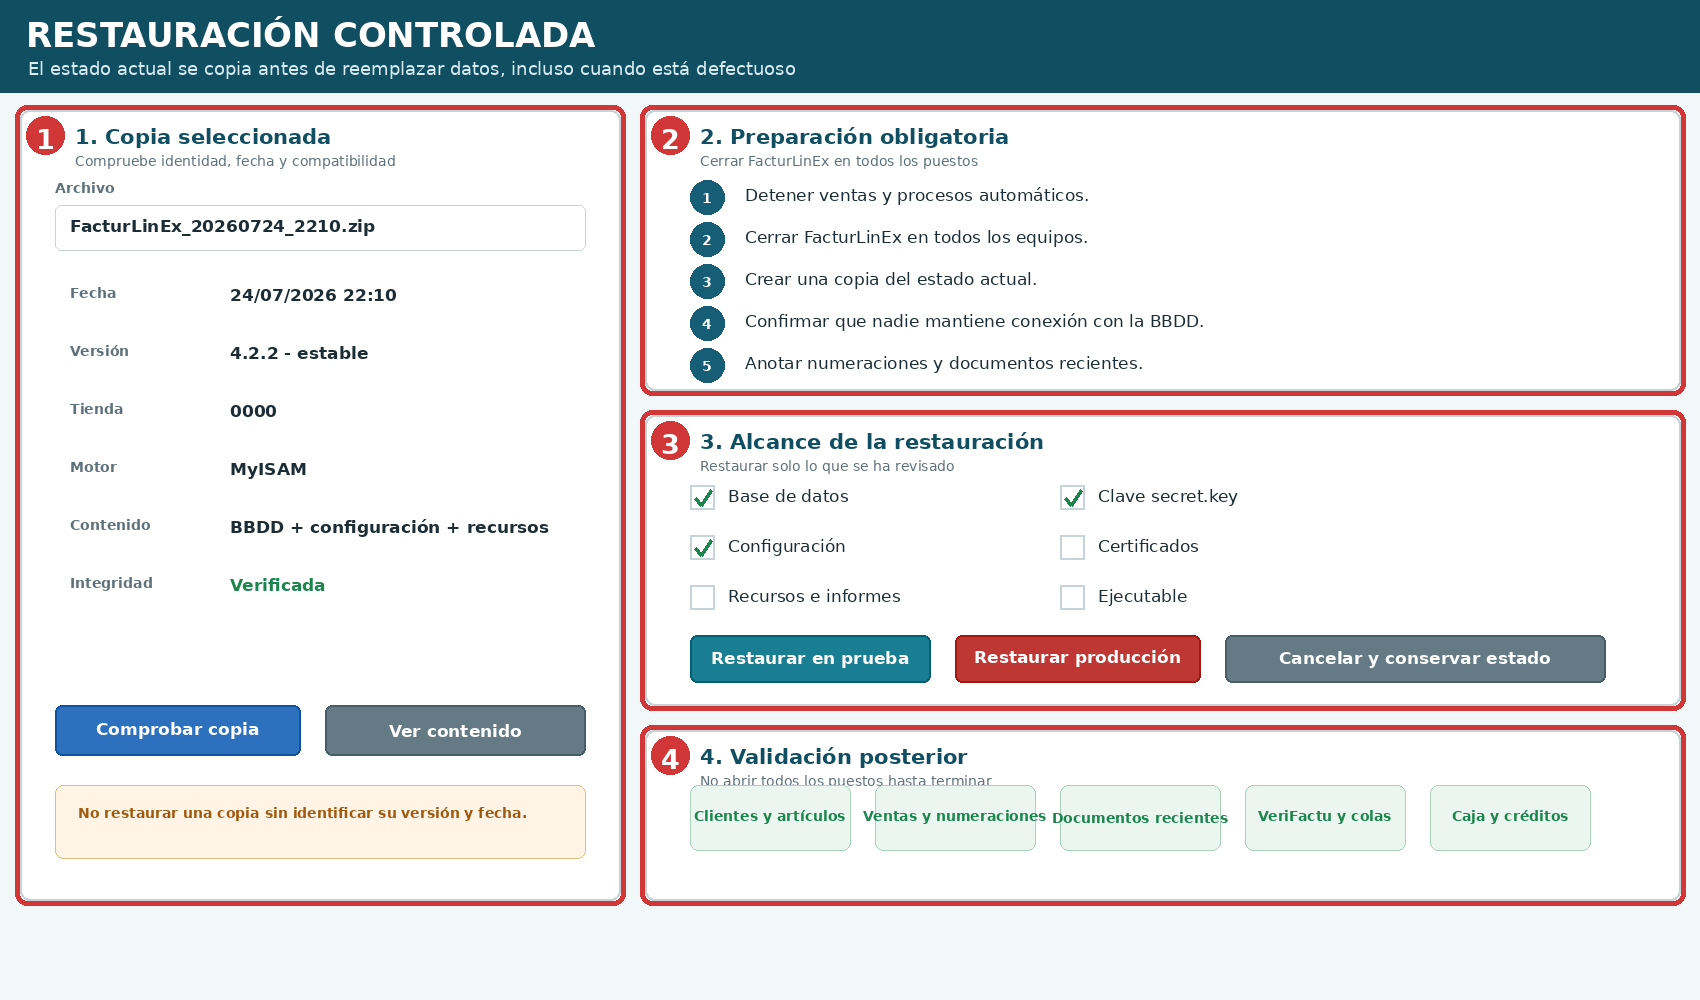 RESTAURACIÓN CONTROLADA
El estado actual se copia antes de reemplazar datos, incluso cuando está defectuoso
1
1. Copia seleccionada
Compruebe identidad, fecha y compatibilidad
Archivo
FacturLinEx_20260724_2210.zip
Fecha 24/07/2026 22:10
Versión 4.2.2 - estable
Tienda 0000
Motor MyISAM
Contenido BBDD + configuración + recursos
Integridad Verificada
Comprobar copia Ver contenido
No restaurar una copia sin identificar su versión y fecha.
2
2. Preparación obligatoria
Cerrar FacturLinEx en todos los puestos
1 Detener ventas y procesos automáticos.
2 Cerrar FacturLinEx en todos los equipos.
3 Crear una copia del estado actual.
4 Confirmar que nadie mantiene conexión con la BBDD.
5 Anotar numeraciones y documentos recientes.
3
3. Alcance de la restauración
Restaurar solo lo que se ha revisado
Base de datos Clave secret.key
Configuración Certificados
Recursos e informes Ejecutable
Restaurar en prueba Restaurar producción Cancelar y conservar estado
4
4. Validación posterior
No abrir todos los puestos hasta terminar
Clientes y artículos Ventas y numeraciones Documentos recientes VeriFactu y colas Caja y créditos